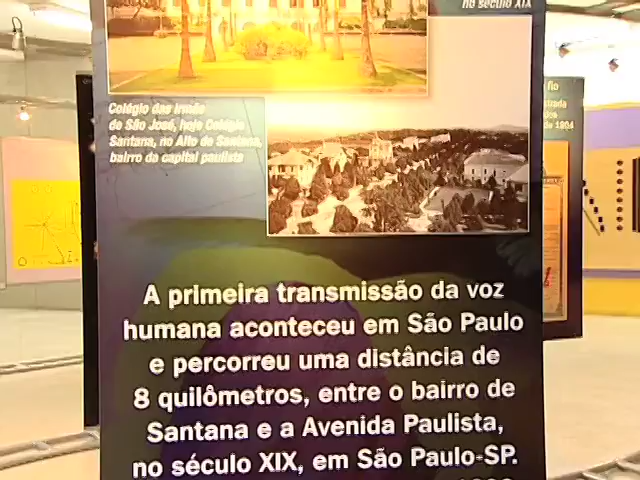 no século XIX
Colégio das Irmãs
de São José, hoje Colégio
Santana, no Alto de Santana,
bairro da capital paulista
fio
A primeira transmissão da voz
humana aconteceu em São Paulo
e percorreu uma distância de
8 quilômetros, entre o bairro de
Santana e a Avenida Paulista,
no século XIX, em São Paulo-SP.